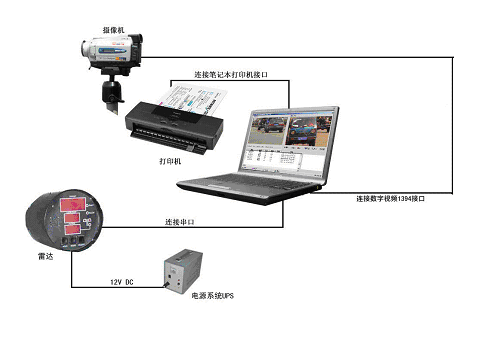 摄像机
连接笔记本打印机接口
打印机
连接数字视频1394接口
连接串口
雷达
12V DC
电源系统UPS